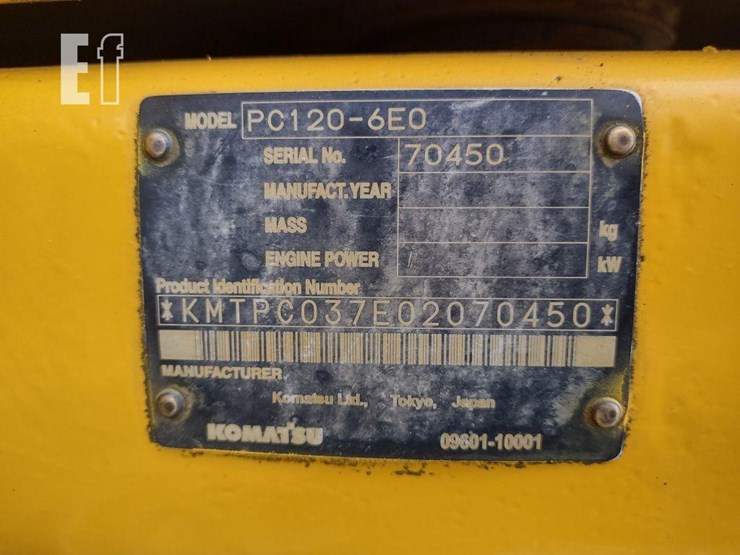 Ef
MODEL PC120-6E0
SERIAL No. 70450
MANUFACT. YEAR
MASS kg
ENGINE POWER kW
Product Identification Number
*KMTPC037E02070450*
MANUFACTURER
Komatsu Ltd., Tokyo, Japan
KOMATSU 09601-10001